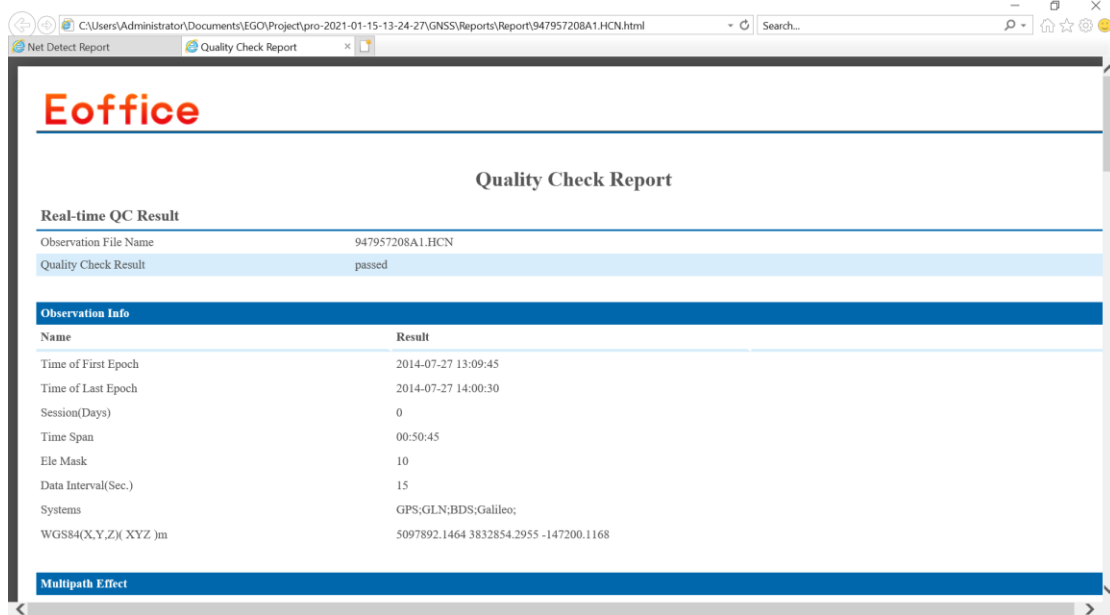 C:\Users\Administrator\Documents\EGO\Project\pro-2021-01-15-13-24-27\GNSS\Reports\Report\947957208A1.HCN.html Search...
Net Detect Report Quality Check Report
Eoffice
Quality Check Report
Real-time QC Result
Observation File Name 947957208A1.HCN
Quality Check Result passed
Observation Info
Name Result
Time of First Epoch 2014-07-27 13:09:45
Time of Last Epoch 2014-07-27 14:00:30
Session(Days) 0
Time Span 00:50:45
Ele Mask 10
Data Interval(Sec.) 15
Systems GPS;GLN;BDS;Galileo;
WGS84(X,Y,Z)( XYZ )m 5097892.1464 3832854.2955 -147200.1168
Multipath Effect